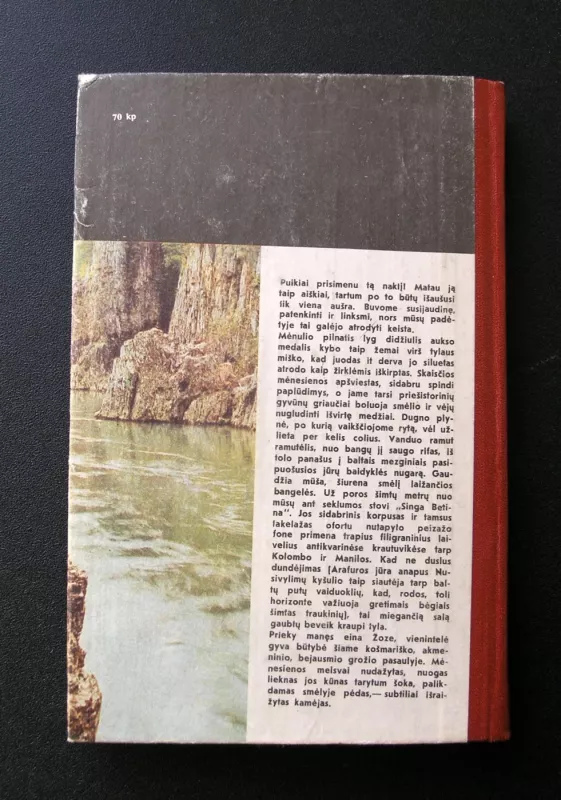 70 kp
Puikiai prisimenu tą naktį! Matau ją
taip aiškiai, tartum po to būtų išaušusi
tik viena aušra. Buvome susijaudinę,
patenkinti ir linksmi, nors mūsų padė-
tyje tai galėjo atrodyti keista.
Mėnulio pilnatis lyg didžiulis aukso
medalis kybo taip žemai virš tylaus
miško, kad juodas it derva jo siluetas
atrodo kaip žirklėmis iškirptas. Skaisčios
mėnesienos apšviestas, sidabru spindi
paplūdimys, o jame tarsi priešistorinių
gyvūnų griaučiai boluoja smėlio ir vėjų
nugludinti išvirtę medžiai. Dugno ply-
nė, po kurią vaikščiojome rytą, vėl už-
lieta per kelis colius. Vanduo ramut
ramutėlis, nuo bangų jį saugo rifas, iš
tolo panašus į baltais mezginiais pasi-
puošusios jūrų baidyklės nugarą. Gau-
džia mūša, šiurena smėlį laižančios
bangelės. Už poros šimtų metrų nuo
mūsų ant seklumos stovi „Singa Beti-
na". Jos sidabrinis korpusas ir tamsus
lakelažas ofortu nutapylo peizažo
fone primena trapius filigraninius lai-
velius antikvarinėse krautuvikėse tarp
Kolombo ir Manilos. Kad ne duslus
dundėjimas [Arafuros jūra anapus Nu-
sivylimų kyšulio taip siautėja tarp bal-
tų putų vaiduoklių, kad, rodos, toli
horizonte važiuoja gretimais bėgiais
šimtas traukinių], tai miegančią salą
gaubtų beveik kraupi tyla.
Prieky manęs eina Žoze, vienintelė
gyva būtybė šiame košmariško, akme-
ninio, bejausmio grožio pasaulyje. Mė-
nesienos melsvai nudažytas, nuogas
lieknas jos kūnas tarytum šoka, palik-
damas smėlyje pėdas,— subtiliai išrai-
žytas kamėjas.